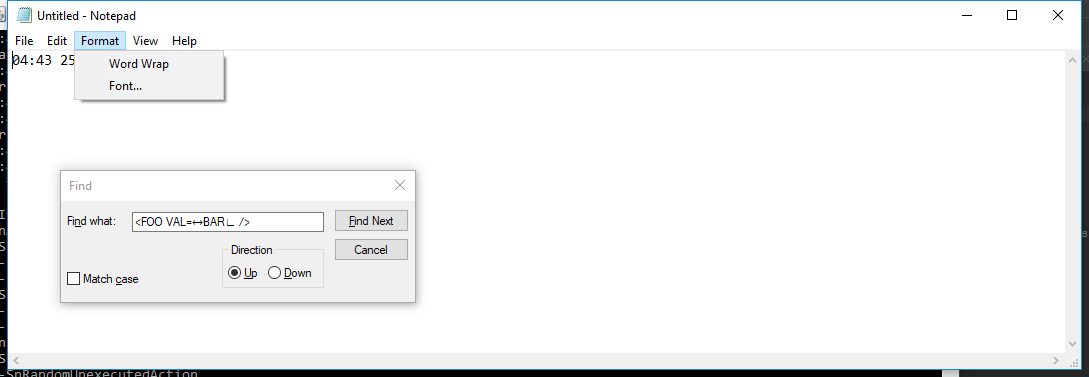 Untitled - Notepad
File Edit Format View Help
04:43 25
Word Wrap
Font...
Find
Find what: <FOO VAL=↔BAR∟ /> Find Next
Direction Cancel
Up Down
Match case
-SnRandomUnexecutedAction